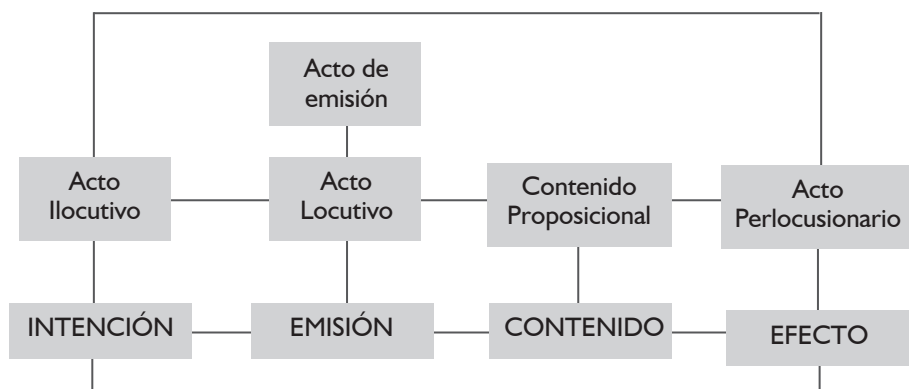 Acto de
emisión
Acto
Ilocutivo
Acto
Locutivo
Contenido
Proposicional
Acto
Perlocusionario
INTENCIÓN
EMISIÓN
CONTENIDO
EFECTO